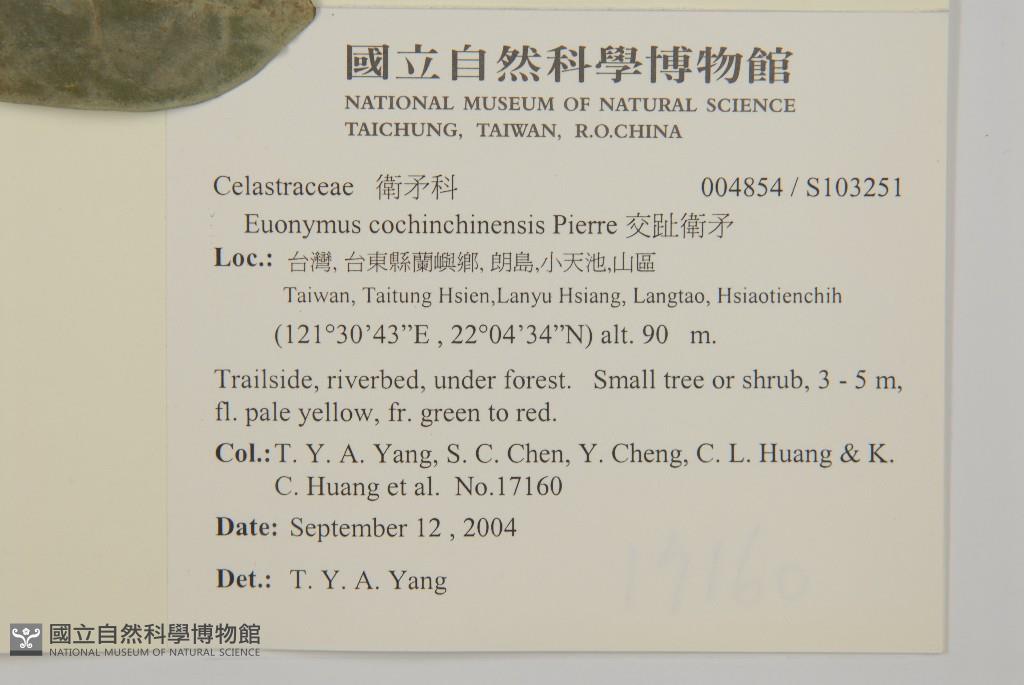 國立自然科學博物館
NATIONAL MUSEUM OF NATURAL SCIENCE
TAICHUNG, TAIWAN, R.O.CHINA
Celastraceae 衛矛科 004854 / S103251
Euonymus cochinchinensis Pierre 交趾衛矛
Loc.: 台灣, 台東縣蘭嶼鄉, 朗島,小天池,山區
Taiwan, Taitung Hsien,Lanyu Hsiang, Langtao, Hsiaotienchih
(121°30’43”E , 22°04’34”N) alt. 90 m.
Trailside, riverbed, under forest. Small tree or shrub, 3 - 5 m,
fl. pale yellow, fr. green to red.
Col.: T. Y. A. Yang, S. C. Chen, Y. Cheng, C. L. Huang & K.
C. Huang et al. No.17160
Date: September 12 , 2004
Det.: T. Y. A. Yang
17160
國立自然科學博物館
NATIONAL MUSEUM OF NATURAL SCIENCE